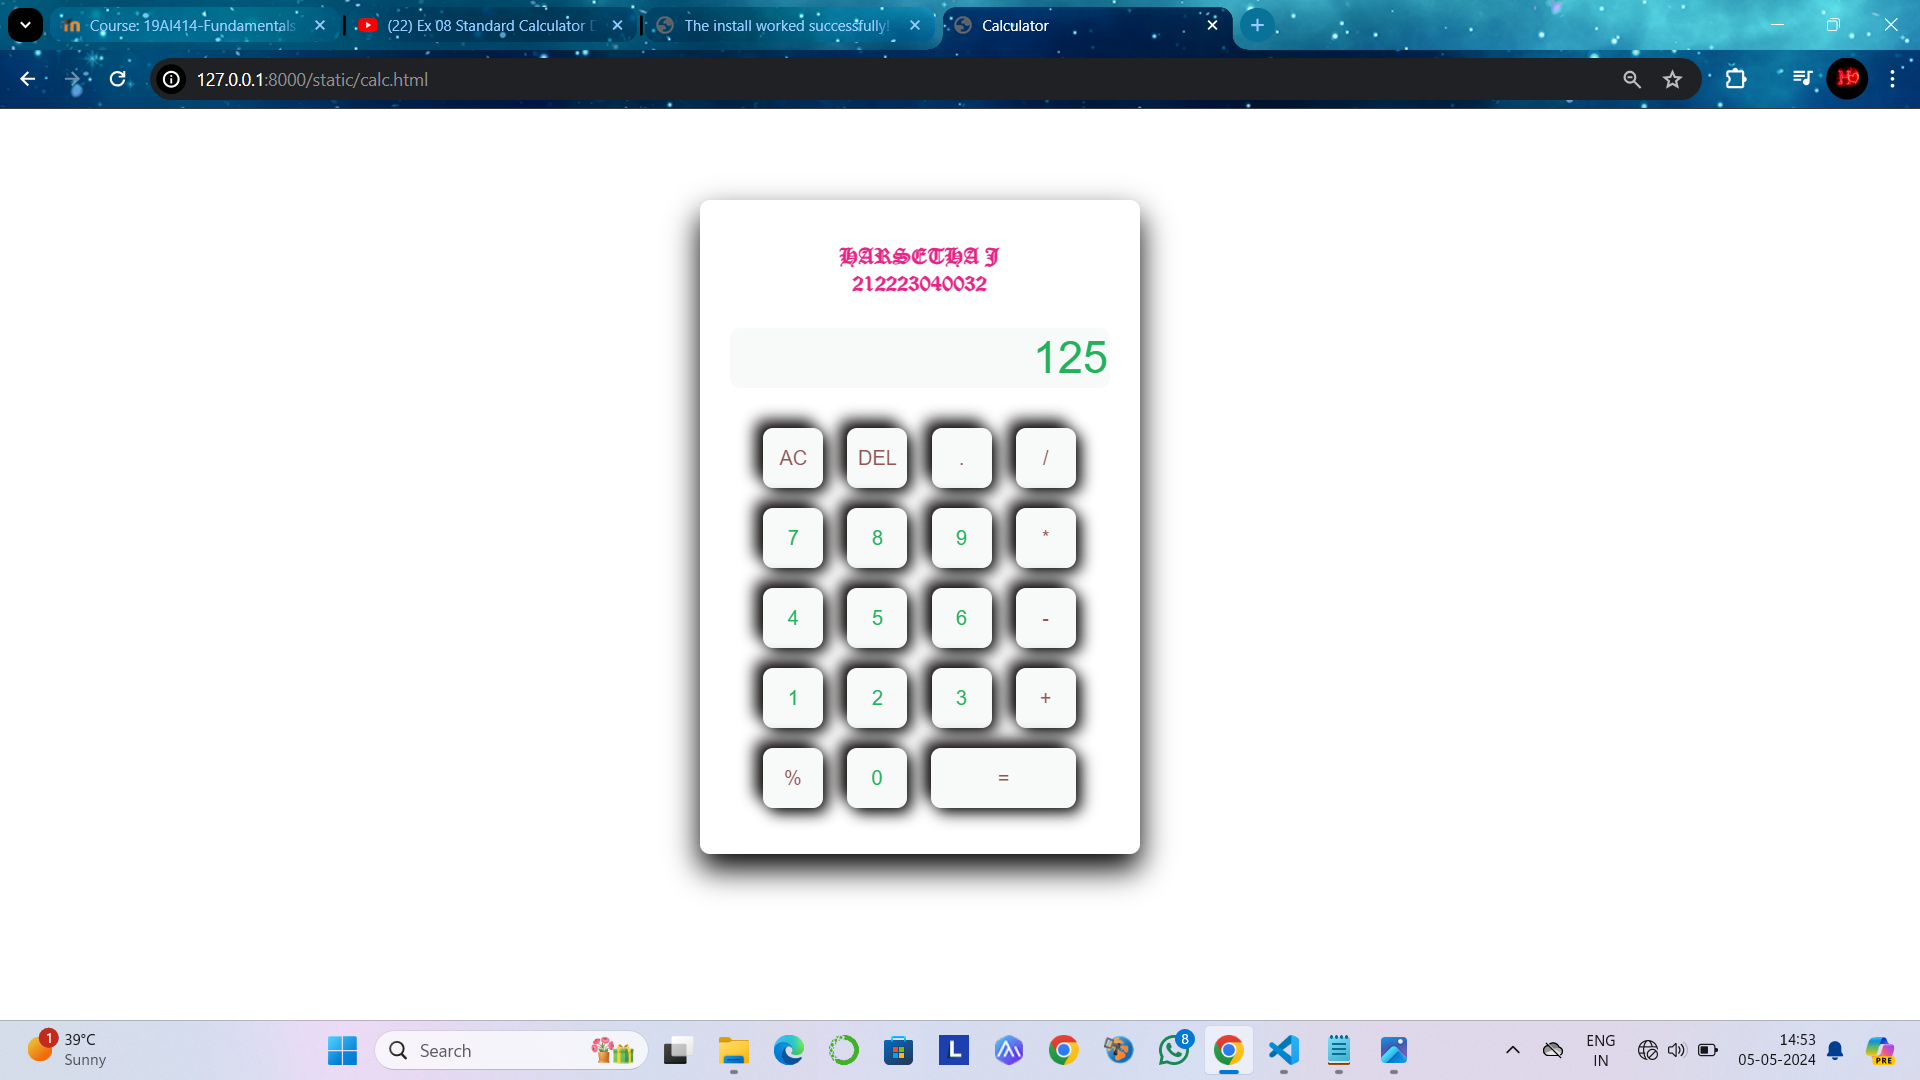 Course: 19AI414-Fundamentals
(22) Ex 08 Standard Calculator D
The install worked successfully!
Calculator
127.0.0.1:8000/static/calc.html
HARSETHA J
212223040032
125
AC DEL . /
7 8 9 *
4 5 6 -
1 2 3 +
% 0 =
1
39°C
Sunny
Search
L
8
ENG
IN
14:53
05-05-2024
PRE